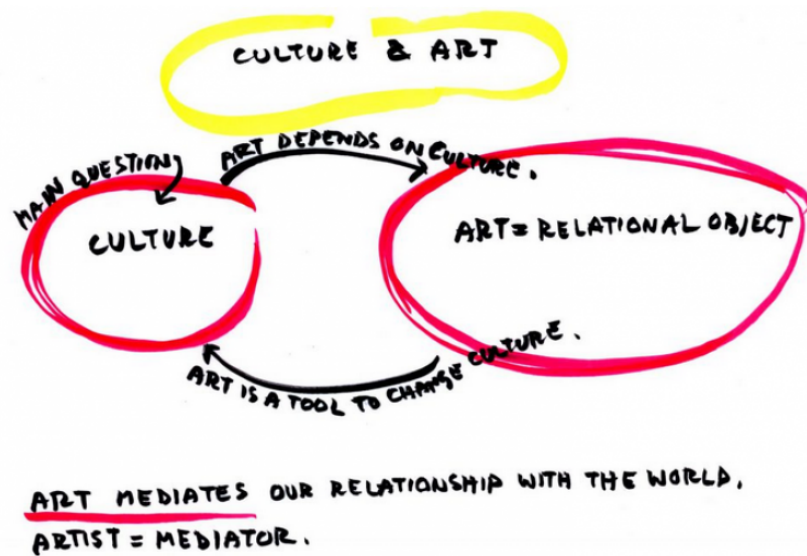 CULTURE & ART
ART DEPENDS ON CULTURE.
MAIN QUESTION
CULTURE
ART = RELATIONAL OBJECT
ART IS A TOOL TO CHANGE CULTURE.
ART MEDIATES OUR RELATIONSHIP WITH THE WORLD.
ARTIST = MEDIATOR.